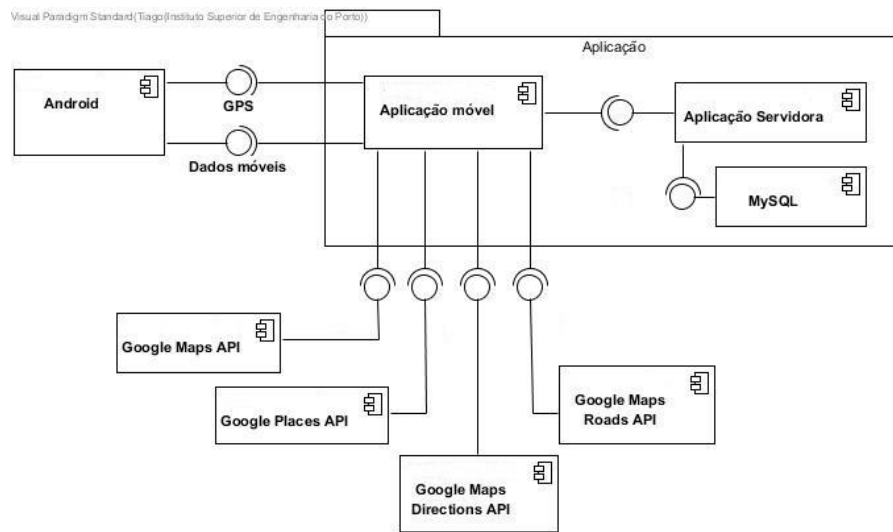 Visual Paradigm Standard(Tiago(Instituto Superior de Engenharia do Porto))
Aplicação
Android
GPS
Dados móveis
Aplicação móvel
Aplicação Servidora
MySQL
Google Maps API
Google Places API
Google Maps
Directions API
Google Maps
Roads API